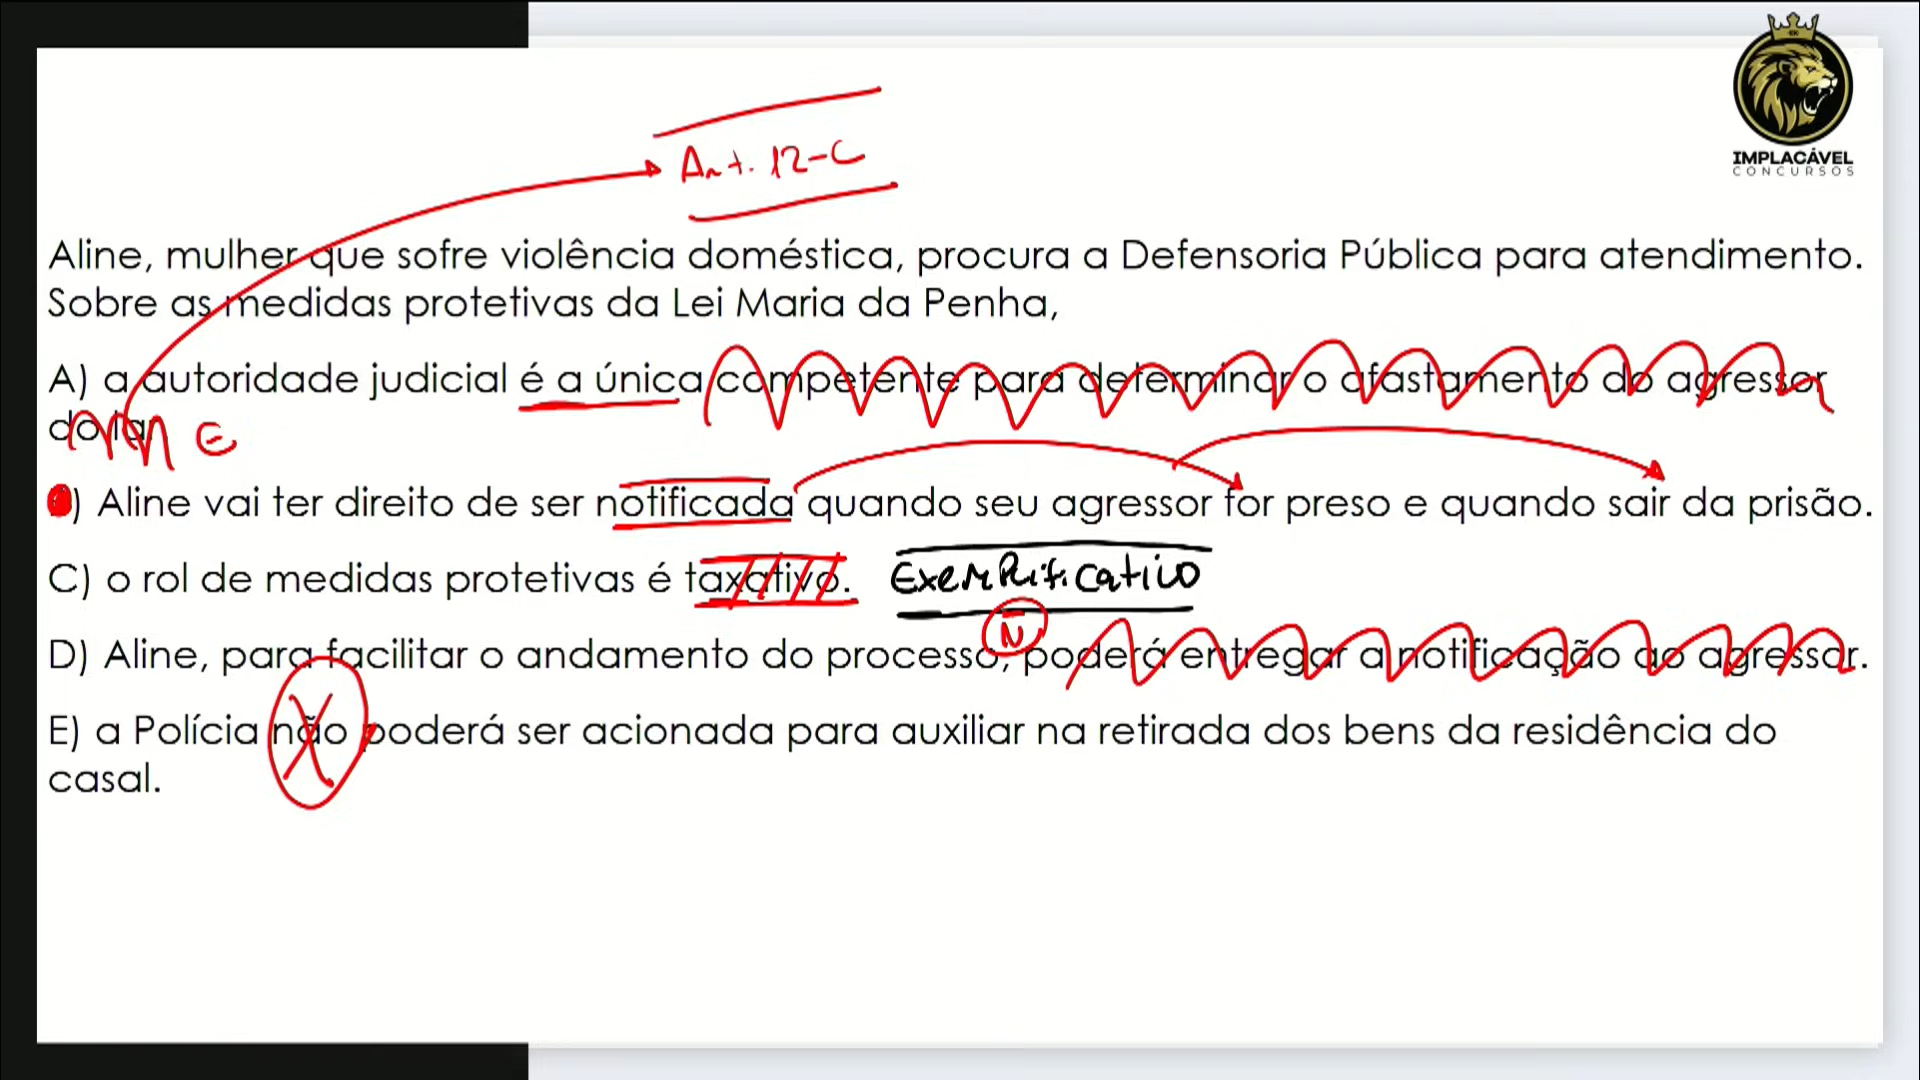 IMPLACÁVEL
CONCURSOS
Art. 12-C
Aline, mulher que sofre violência doméstica, procura a Defensoria Pública para atendimento.
Sobre as medidas protetivas da Lei Maria da Penha,
A) a autoridade judicial é a única competente para determinar o afastamento do agressor
do lar.
E
) Aline vai ter direito de ser notificada quando seu agressor for preso e quando sair da prisão.
C) o rol de medidas protetivas é taxativo. Exemplificativo
Ñ
D) Aline, para facilitar o andamento do processo, poderá entregar a notificação ao agressor.
E) a Polícia não poderá ser acionada para auxiliar na retirada dos bens da residência do
casal.